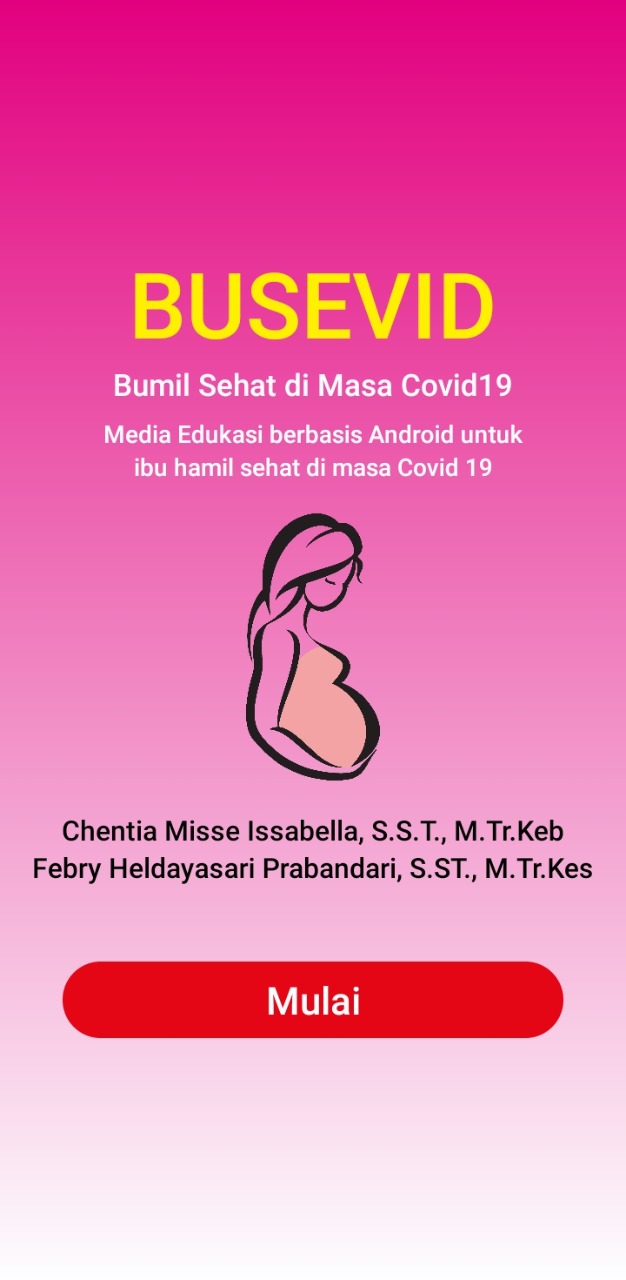 BUSEVID
Bumil Sehat di Masa Covid19
Media Edukasi berbasis Android untuk
ibu hamil sehat di masa Covid 19
Chentia Misse Issabella, S.S.T., M.Tr.Keb
Febry Heldayasari Prabandari, S.ST., M.Tr.Kes
Mulai